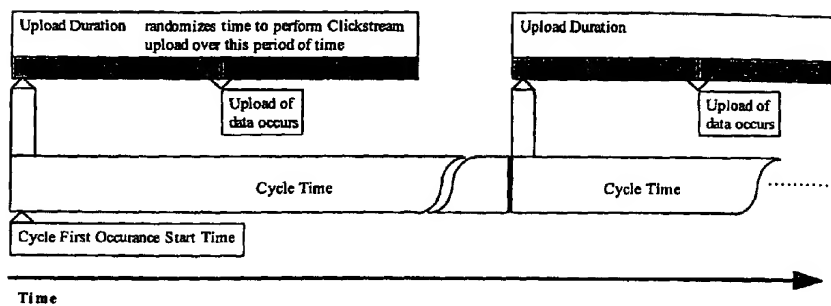 Upload Duration randomizes time to perform Clickstream
upload over this period of time
Upload Duration
Upload of
data occurs
Upload of
data occurs
Cycle Time
Cycle Time
Cycle First Occurance Start Time
Time